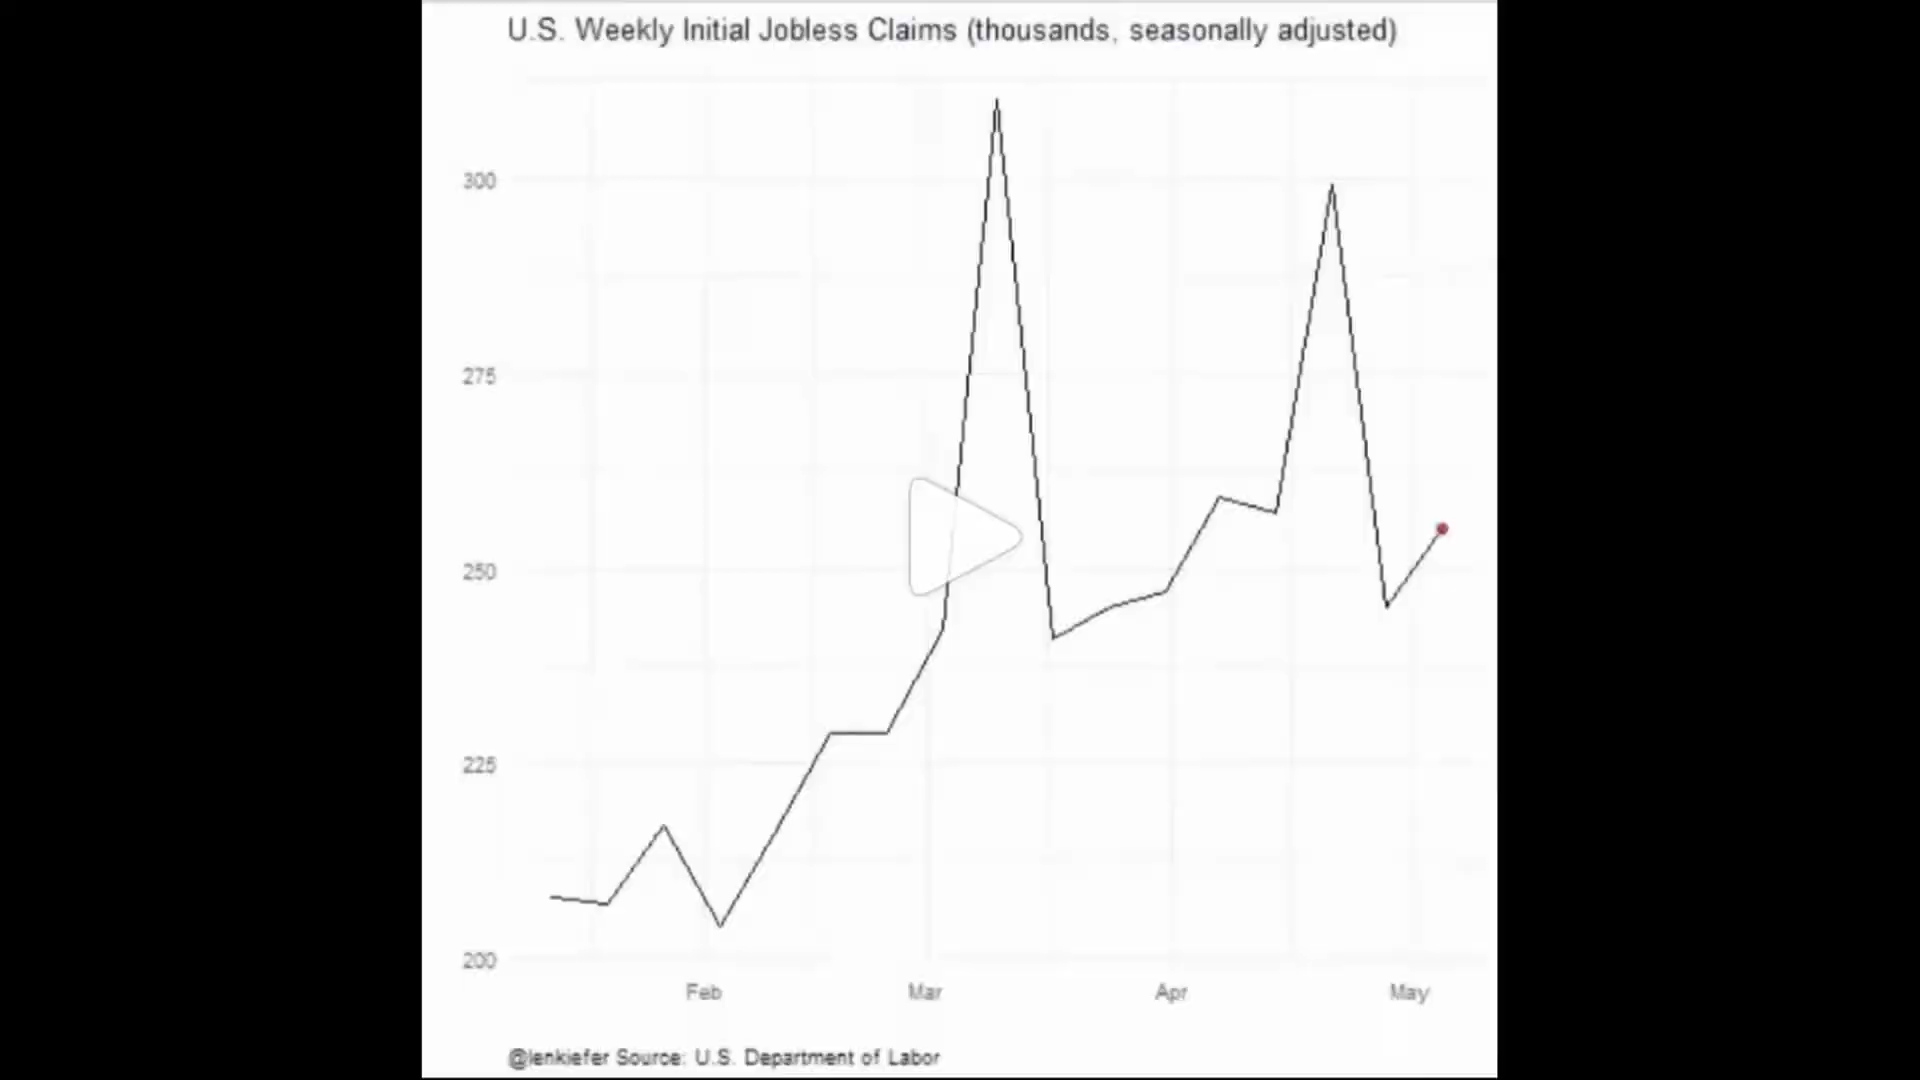 U.S. Weekly Initial Jobless Claims (thousands, seasonally adjusted)
300
275
250
225
200
Feb Mar Apr May
@lenkiefer Source: U.S. Department of Labor